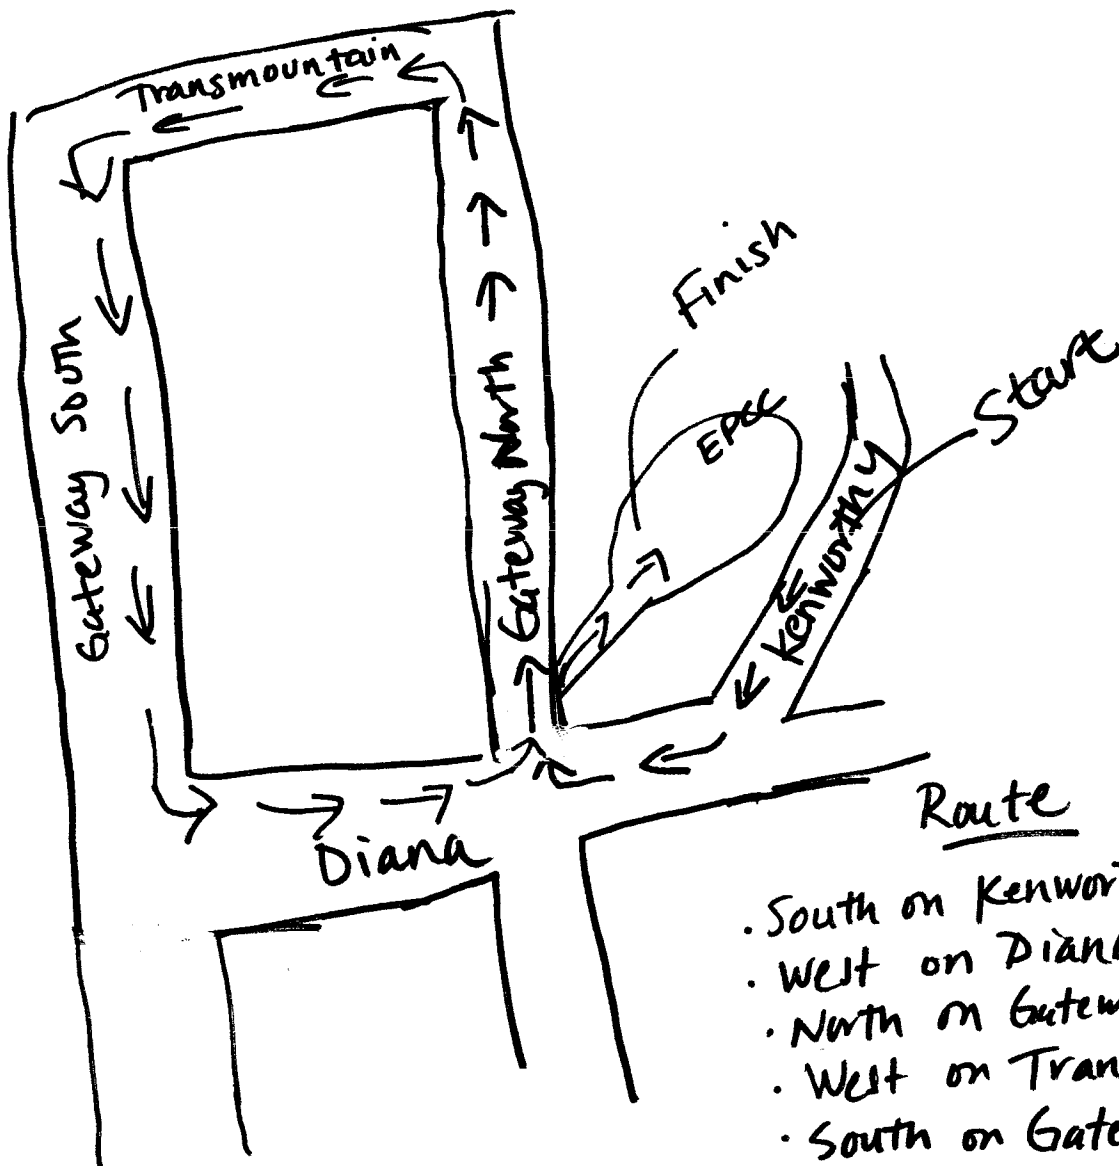 Transmountain
Finish
Start
EPCC
Gateway South
Gateway North
Kenworthy
Diana
Route
. South on Kenwor
. West on Dian
. North on Gatew
. West on Tran
. South on Gate